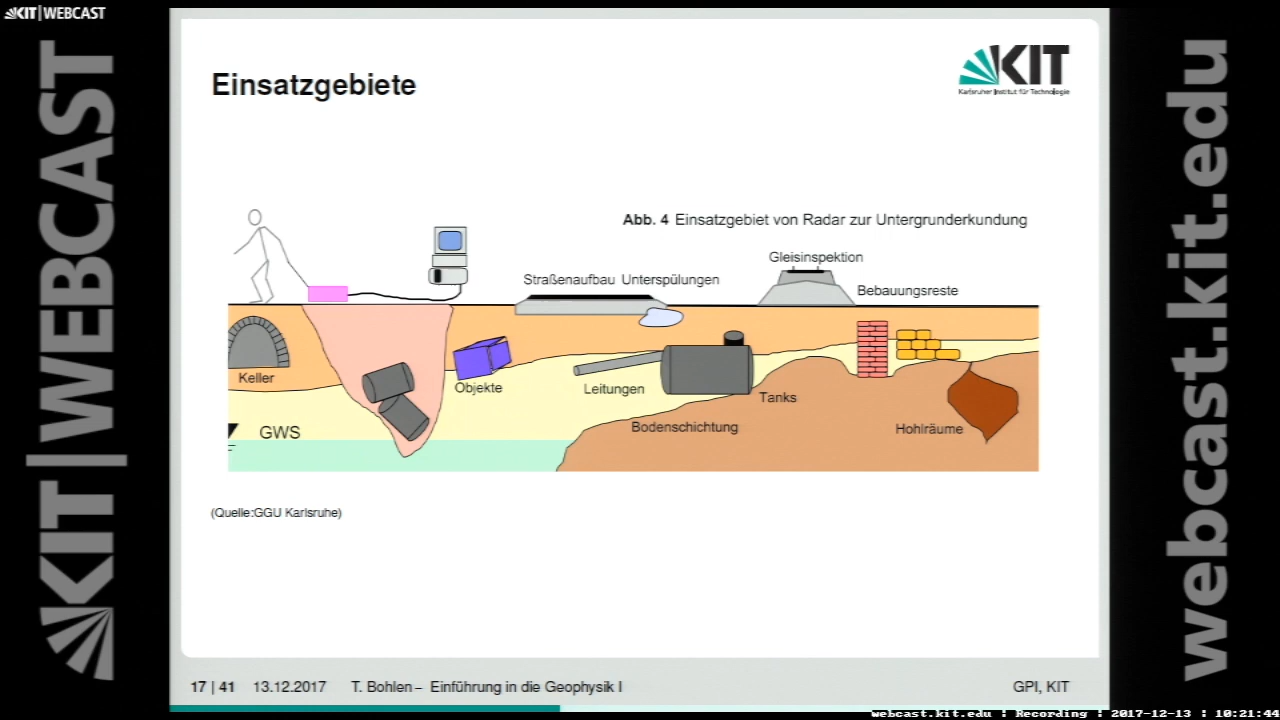 KIT|WEBCAST
KIT|WEBCAST
webcast.kit.edu
Einsatzgebiete
KIT
Karlsruher Institut für Technologie
Abb. 4 Einsatzgebiet von Radar zur Untergrunderkundung
Gleisinspektion
Straßenaufbau Unterspülungen
Bebauungsreste
Keller
Objekte
Leitungen
Tanks
GWS
Bodenschichtung
Hohlräume
(Quelle:GGU Karlsruhe)
17 | 41 13.12.2017 T. Bohlen – Einführung in die Geophysik I GPI, KIT
webcast.kit.edu : Recording : 2017-12-13 : 10:21:44